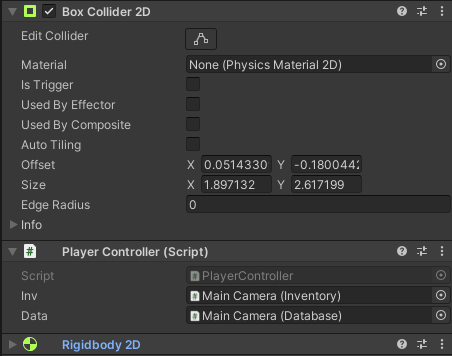 Box Collider 2D
Edit Collider
Material None (Physics Material 2D)
Is Trigger
Used By Effector
Used By Composite
Auto Tiling
Offset X 0.0514330 Y -0.1800442
Size X 1.897132 Y 2.617199
Edge Radius 0
Info
# Player Controller (Script)
Script # PlayerController
Inv # Main Camera (Inventory)
Data # Main Camera (Database)
Rigidbody 2D